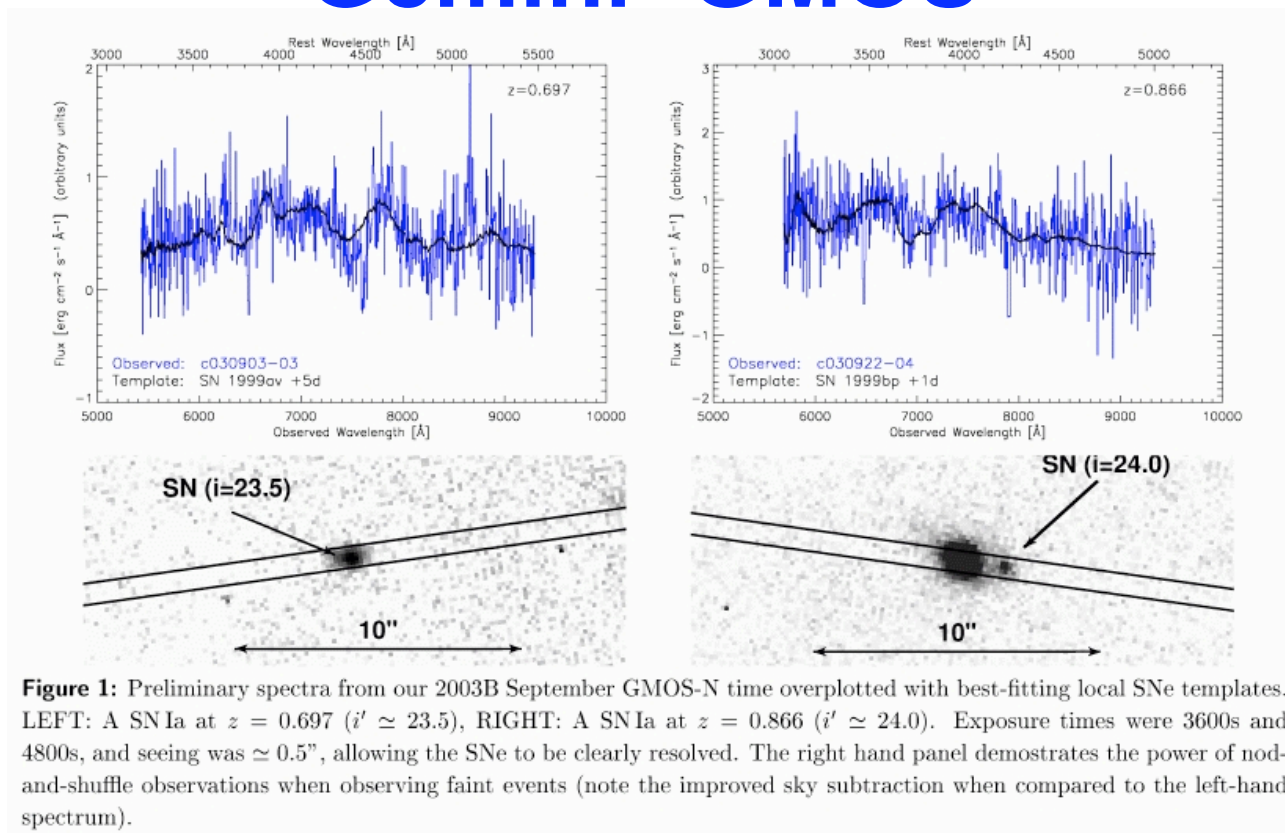 Gemini GMOS
Rest Wavelength [Å]
3000 3500 4000 4500 5000 5500
z=0.697
2
1
0
−1
Flux [erg cm⁻² s⁻¹ Å⁻¹] (arbitrary units)
Observed: c030903−03
Template: SN 1999av +5d
5000 6000 7000 8000 9000 10000
Observed Wavelength [Å]
Rest Wavelength [Å]
3000 3500 4000 4500 5000
z=0.866
3
2
1
0
−1
−2
Flux [erg cm⁻² s⁻¹ Å⁻¹] (arbitrary units)
Observed: c030922−04
Template: SN 1999bp +1d
5000 6000 7000 8000 9000 10000
Observed Wavelength [Å]
SN (i=23.5)
10"
SN (i=24.0)
10"
Figure 1: Preliminary spectra from our 2003B September GMOS-N time overplotted with best-fitting local SNe templates.
LEFT: A SN Ia at z = 0.697 (i′ ≃ 23.5), RIGHT: A SN Ia at z = 0.866 (i′ ≃ 24.0). Exposure times were 3600s and
4800s, and seeing was ≃ 0.5”, allowing the SNe to be clearly resolved. The right hand panel demostrates the power of nod-
and-shuffle observations when observing faint events (note the improved sky subtraction when compared to the left-hand
spectrum).